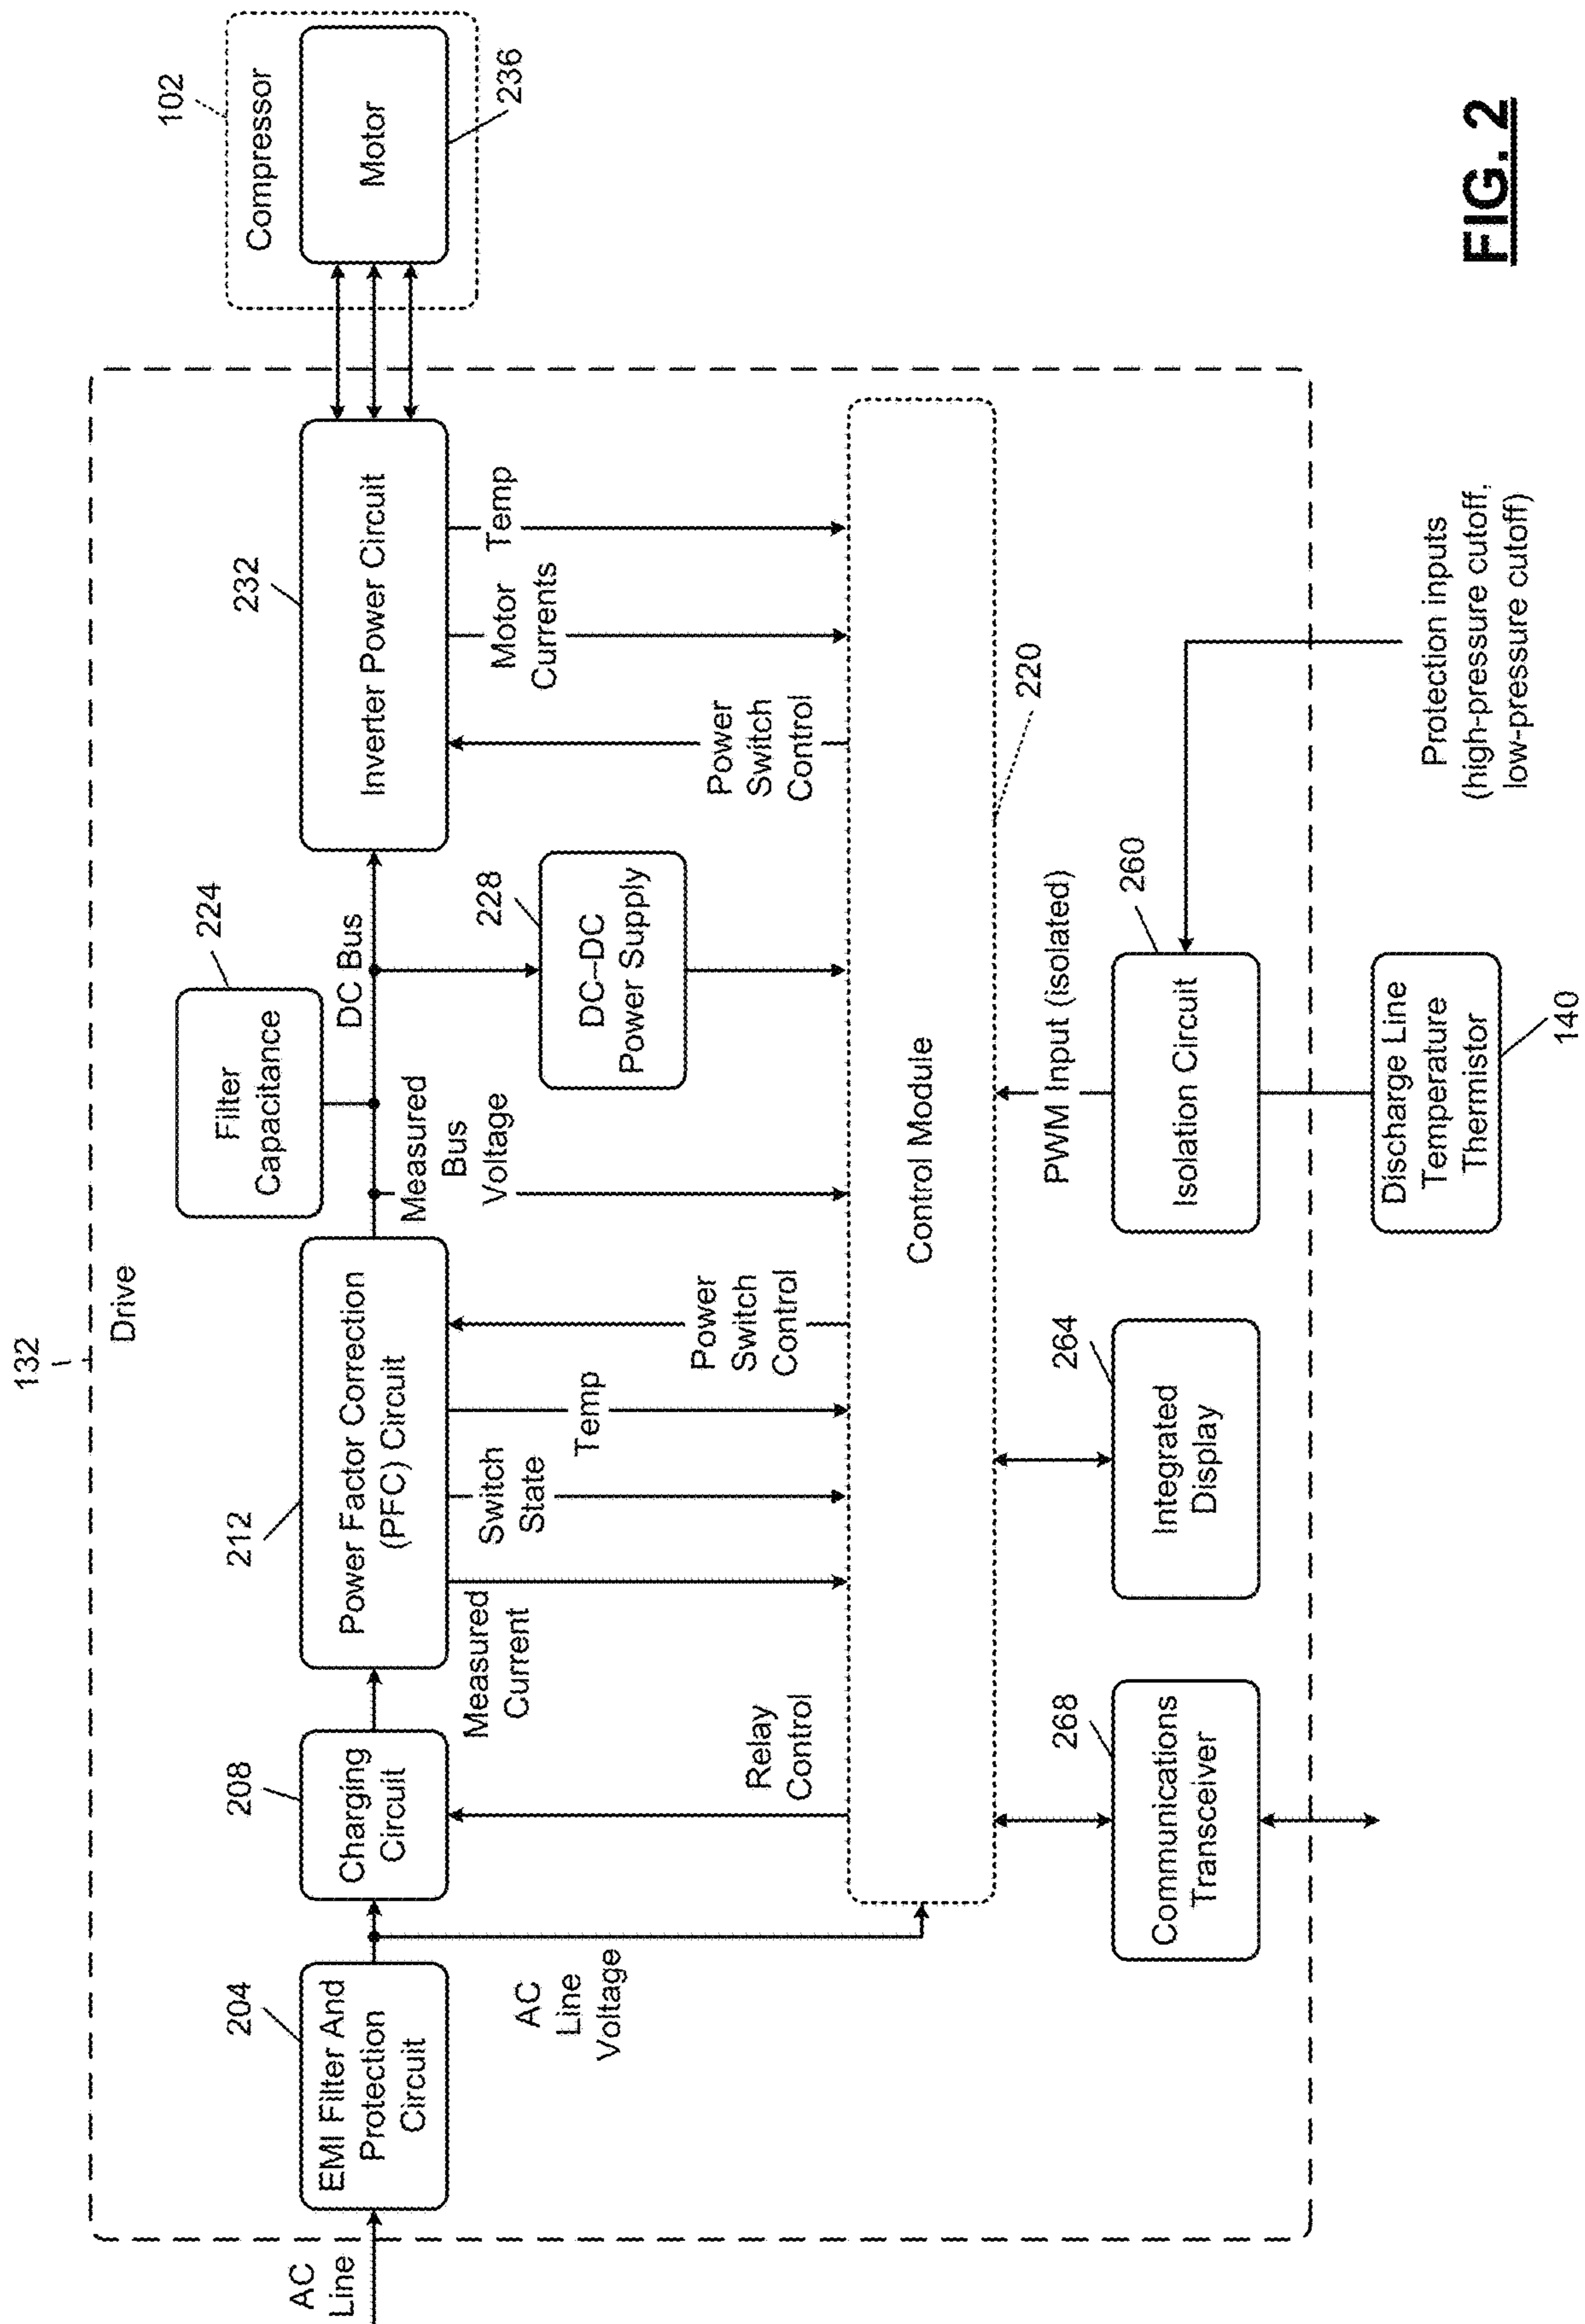 132
Drive
AC
Line
204
EMI Filter And
Protection
Circuit
AC
Line
Voltage
208
Charging
Circuit
Relay
Control
212
Power Factor Correction
(PFC) Circuit
Measured
Current
Switch
State
Temp
Power
Switch
Control
224
Filter
Capacitance
DC Bus
Measured
Bus
Voltage
228
DC–DC
Power Supply
232
Inverter Power Circuit
Power
Switch
Control
Motor
Currents
Temp
102
Compressor
Motor
236
Control Module
220
268
Communications
Transceiver
264
Integrated
Display
PWM Input (isolated)
260
Isolation Circuit
Discharge Line
Temperature
Thermistor
140
Protection inputs
(high-pressure cutoff,
low-pressure cutoff)
FIG. 2